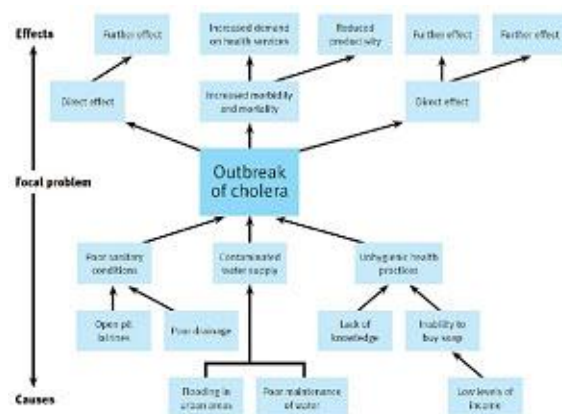 Effects
Further effect
Increased demand
on health services
Reduced
productivity
Further effect
Further effect
Direct effect
Increased morbidity
and mortality
Direct effect
Outbreak
of cholera
Focal problem
Poor sanitary
conditions
Contaminated
water supply
Unhygienic health
practices
Open pit
latrines
Poor drainage
Lack of
knowledge
Inability to
buy soap
Flooding in
urban areas
Poor maintenance
of water
Low levels of
income
Causes